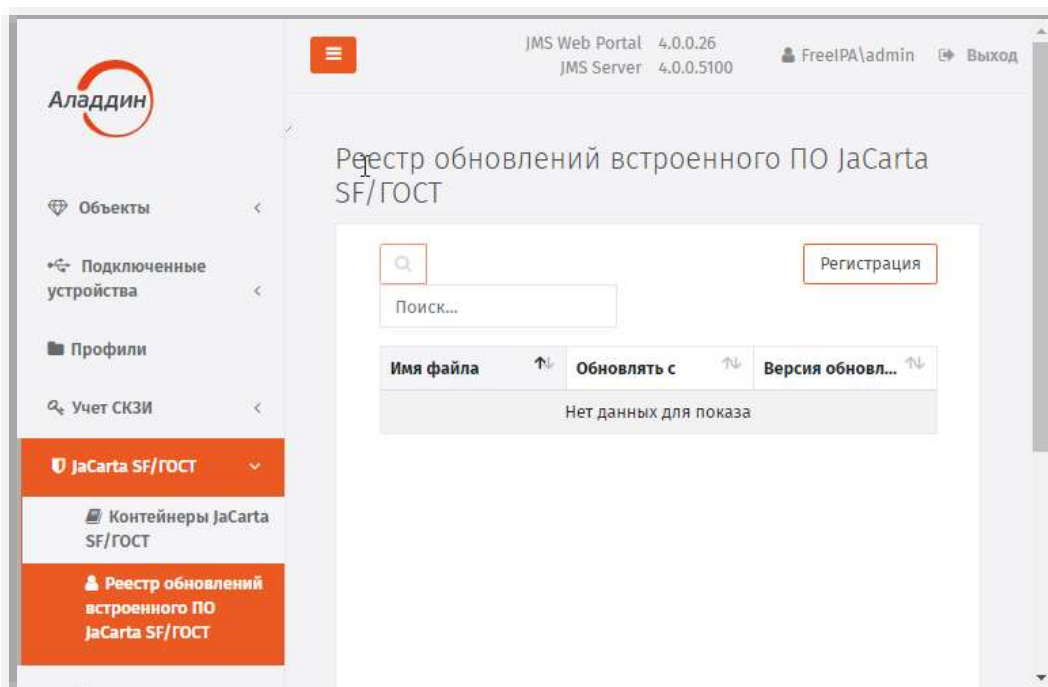 Аладдин
JMS Web Portal 4.0.0.26
JMS Server 4.0.0.5100
FreeIPA\admin
Выход
Объекты
Подключенные
устройства
Профили
Учет СКЗИ
JaCarta SF/ГОСТ
Контейнеры JaCarta
SF/ГОСТ
Реестр обновлений
встроенного ПО
JaCarta SF/ГОСТ
Реестр обновлений встроенного ПО JaCarta
SF/ГОСТ
Регистрация
Поиск...
Имя файла Обновлять с Версия обновл...
Нет данных для показа